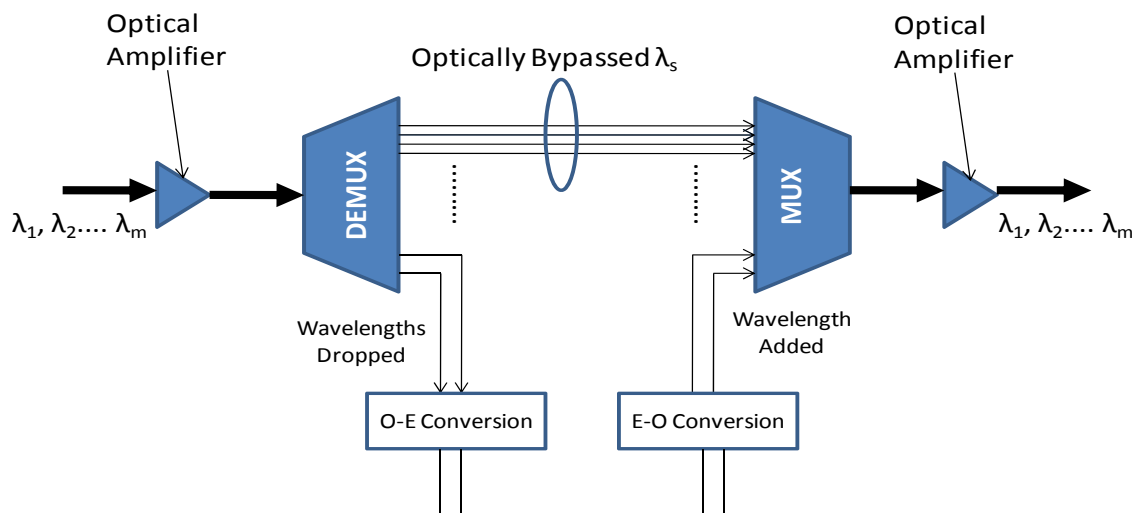 Optical
Amplifier
Optically Bypassed λs
Optical
Amplifier
DEMUX
MUX
λ1, λ2.... λm
λ1, λ2.... λm
Wavelengths
Dropped
Wavelength
Added
O-E Conversion
E-O Conversion